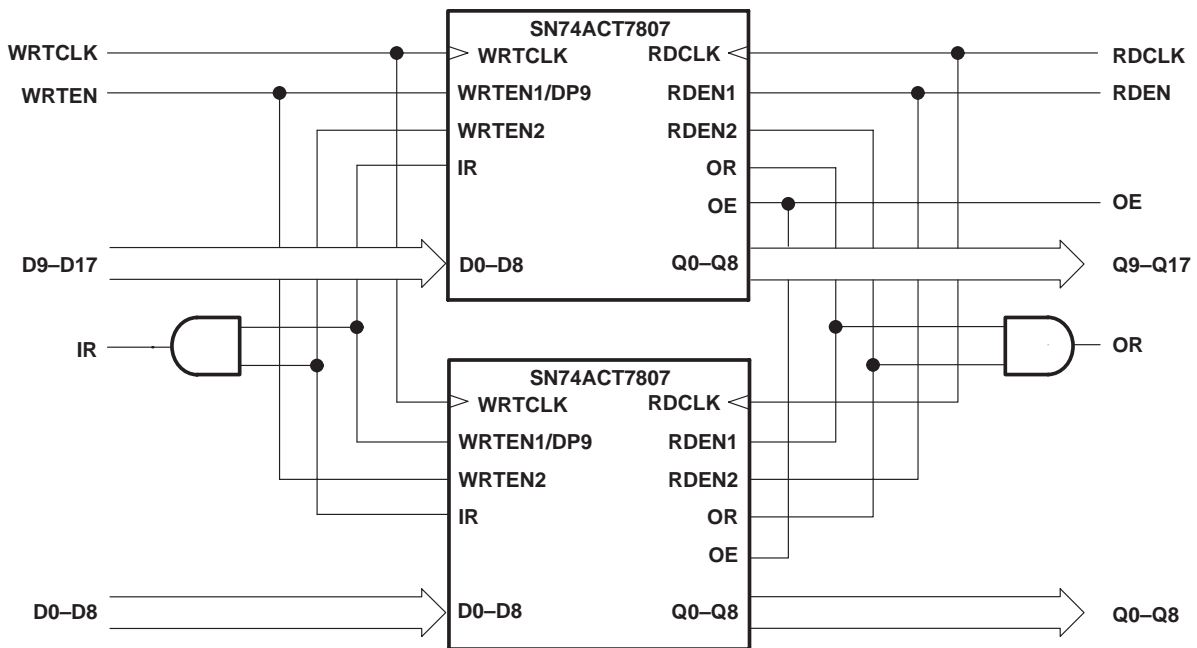 SN74ACT7807
WRTCLK
WRTCLK
RDCLK
RDCLK
WRTEN
WRTEN1/DP9
RDEN1
RDEN
WRTEN2
RDEN2
IR
OR
OE
OE
D9–D17
D0–D8
Q0–Q8
Q9–Q17
IR
OR
SN74ACT7807
WRTCLK
RDCLK
WRTEN1/DP9
RDEN1
WRTEN2
RDEN2
IR
OR
OE
D0–D8
D0–D8
Q0–Q8
Q0–Q8